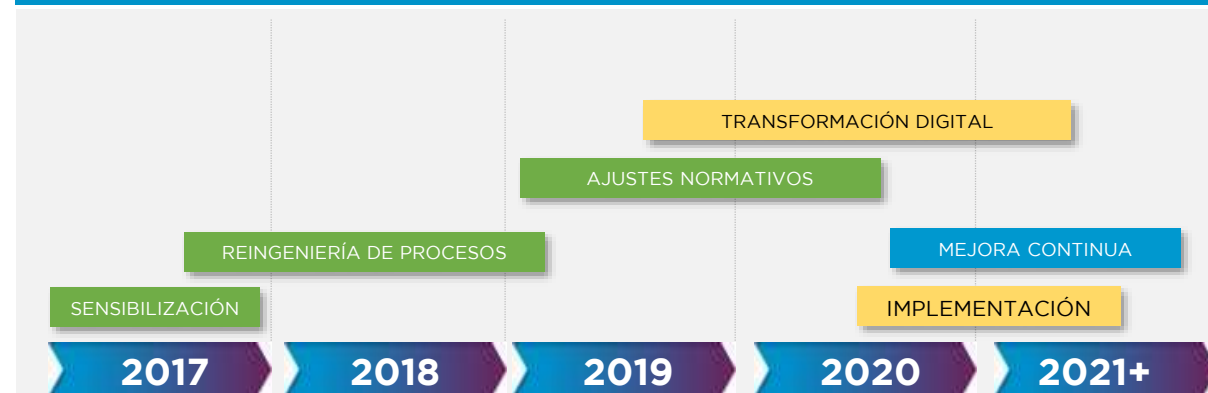 TRANSFORMACIÓN DIGITAL
AJUSTES NORMATIVOS
REINGENIERÍA DE PROCESOS
MEJORA CONTINUA
SENSIBILIZACIÓN
IMPLEMENTACIÓN
2017
2018
2019
2020
2021+